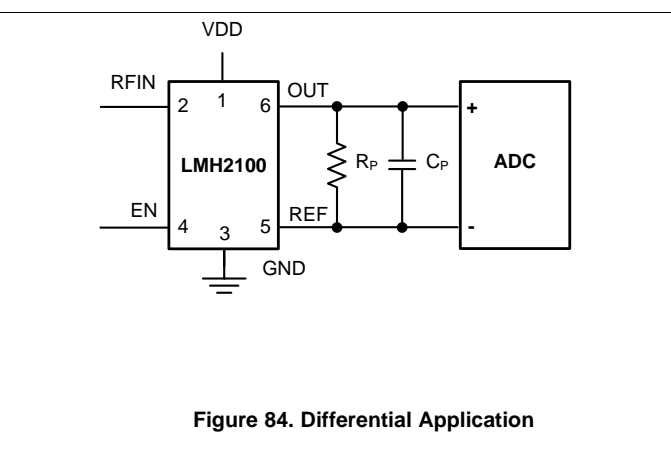 VDD
RFIN
OUT
2
1
6
+
LMH2100
RP
CP
ADC
EN
REF
4
3
5
-
GND
Figure 84. Differential Application